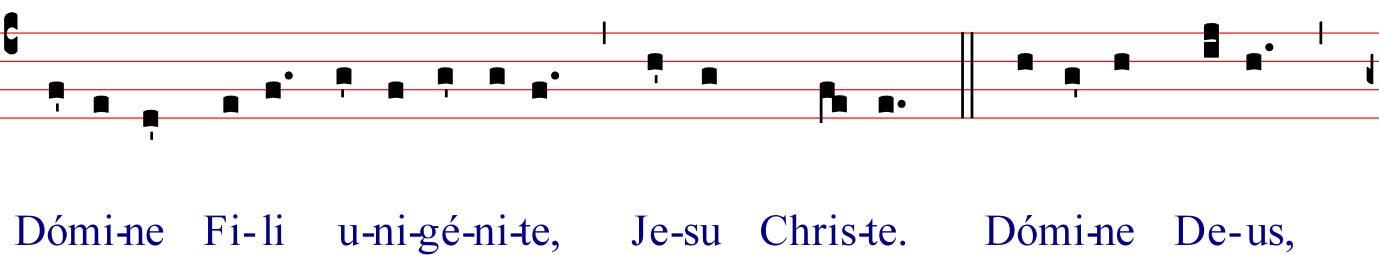 Dómi-ne Fi-li u-ni-gé-ni-te, Je-su Chris-te. Dómi-ne De-us,